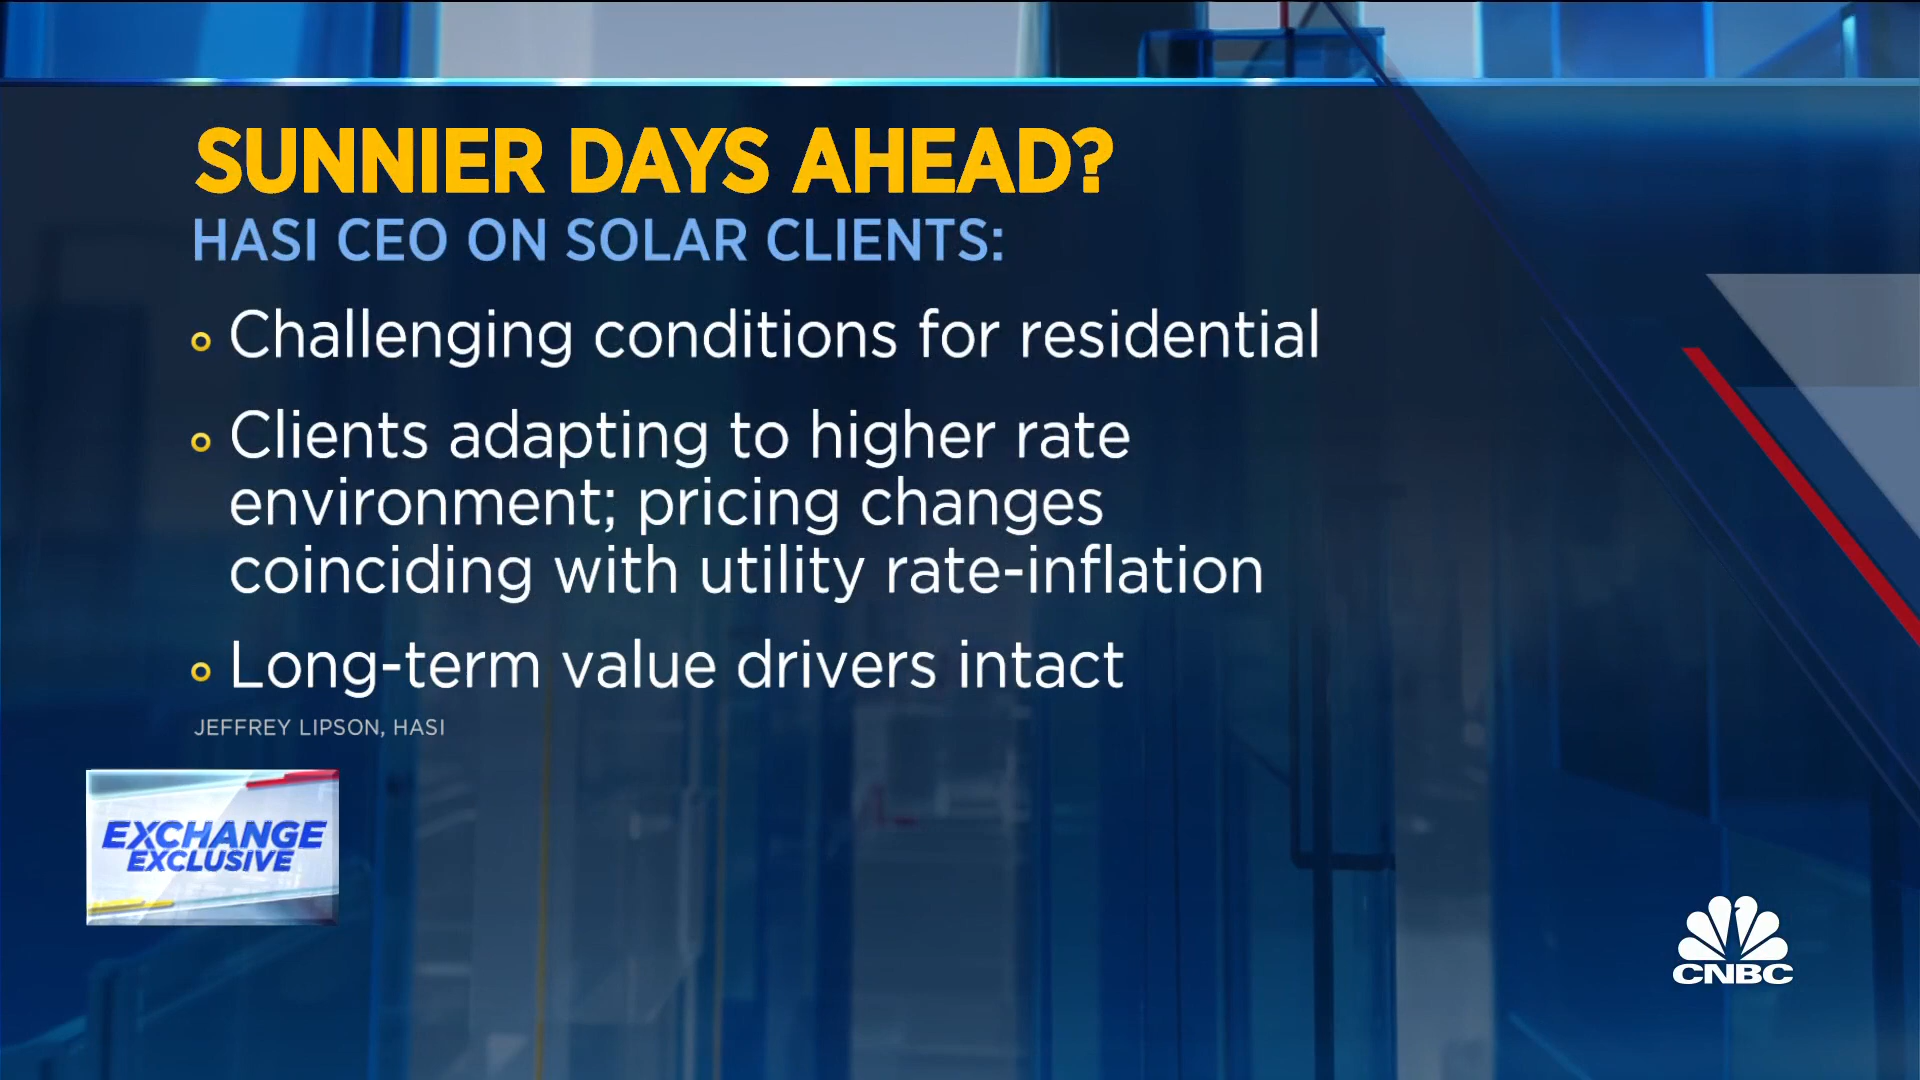 SUNNIER DAYS AHEAD?
HASI CEO ON SOLAR CLIENTS:
Challenging conditions for residential
Clients adapting to higher rate
environment; pricing changes
coinciding with utility rate-inflation
Long-term value drivers intact
JEFFREY LIPSON, HASI
EXCHANGE
EXCLUSIVE
CNBC